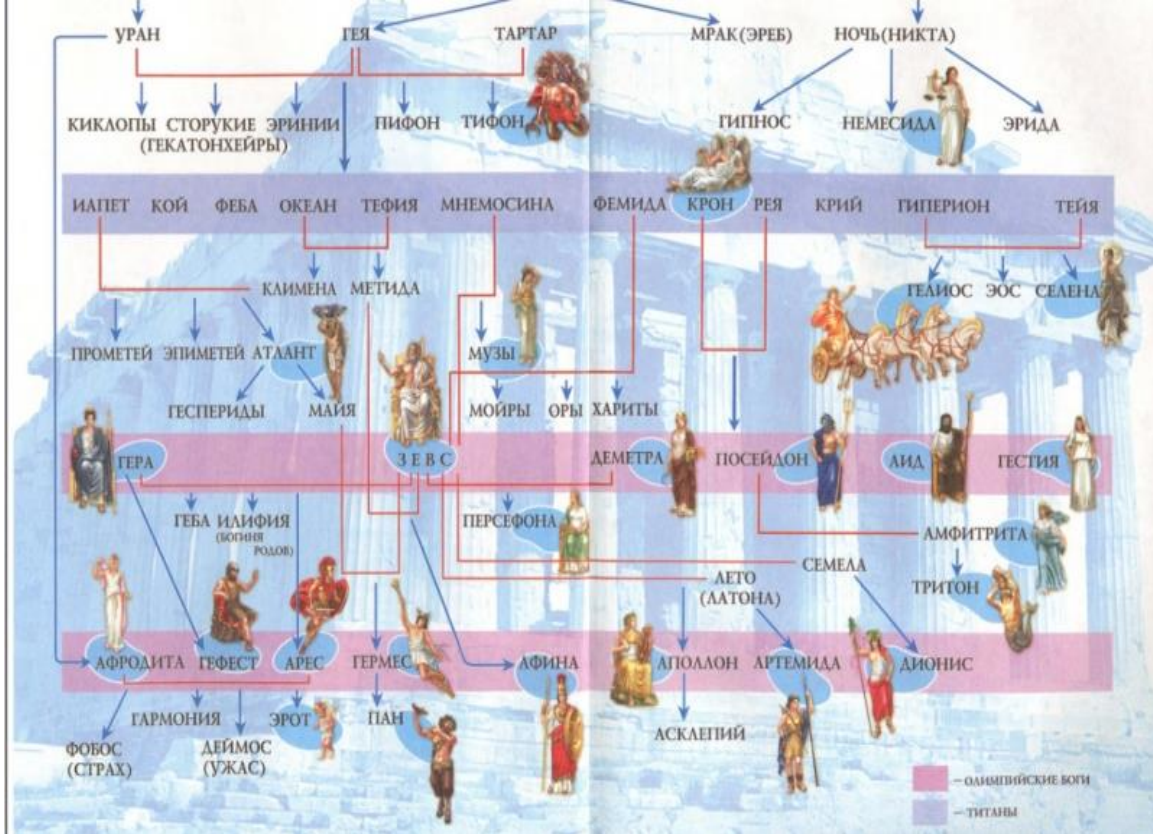 УРАН ГЕЯ ТАРТАР МРАК (ЭРЕБ) НОЧЬ (НИКТА)
КИКЛОПЫ СТОРУКИЕ ЭРИНИИ ПИФОН ТИФОН ГИПНОС НЕМЕСИДА ЭРИДА
(ГЕКАТОНХЕЙРЫ)
ИАПЕТ КОЙ ФЕБА ОКЕАН ТЕФИЯ МНЕМОСИНА ФЕМИДА КРОН РЕЯ КРИЙ ГИПЕРИОН ТЕЙЯ
КЛИМЕНА МЕТИДА ГЕЛИОС ЭОС СЕЛЕНА
ПРОМЕТЕЙ ЭПИМЕТЕЙ АТЛАНТ МУЗЫ
ГЕСПЕРИДЫ МАЙЯ МОЙРЫ ОРЫ ХАРИТЫ
ГЕРА ЗЕВС ДЕМЕТРА ПОСЕЙДОН АИД ГЕСТИЯ
ГЕБА ИЛИФИЯ ПЕРСЕФОНА АМФИТРИТА
(БОГИНЯ
РОДОВ)
СЕМЕЛА
ЛЕТО ТРИТОН
(ЛАТОНА)
АФРОДИТА ГЕФЕСТ АРЕС ГЕРМЕС АФИНА АПОЛЛОН АРТЕМИДА ДИОНИС
ГАРМОНИЯ ЭРОТ ПАН АСКЛЕПИЙ
ФОБОС ДЕЙМОС
(СТРАХ) (УЖАС)
– ОЛИМПИЙСКИЕ БОГИ
– ТИТАНЫ